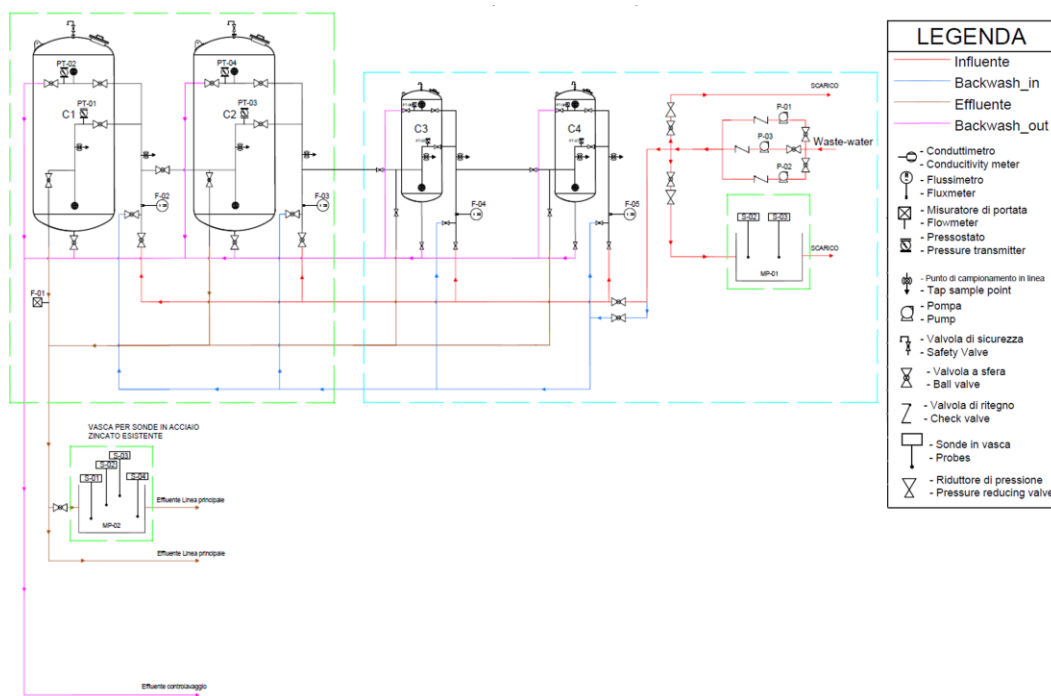 PT-02
PT-04
PT-01
PT-03
C1
C2
C3
C4
F-02
F-03
F-04
F-05
F-01
SCARICO
P-01
P-03
P-02
Waste-water
S-02
S-03
MP-01
SCARICO
VASCA PER SONDE IN ACCIAIO
ZINCATO ESISTENTE
S-03
S-02
S-01
S-04
MP-02
Effluente Linea principale
Effluente Linea principale
Effluente controlavaggio
LEGENDA
Influente
Backwash_in
Effluente
Backwash_out
- Conduttimetro
- Conducitivity meter
- Flussimetro
- Fluxmeter
- Misuratore di portata
- Flowmeter
- Pressostato
- Pressure transmitter
- Punto di campionamento in linea
- Tap sample point
- Pompa
- Pump
- Valvola di sicurezza
- Safety Valve
- Valvola a sfera
- Ball valve
- Valvola di ritegno
- Check valve
- Sonde in vasca
- Probes
- Riduttore di pressione
- Pressure reducing valve